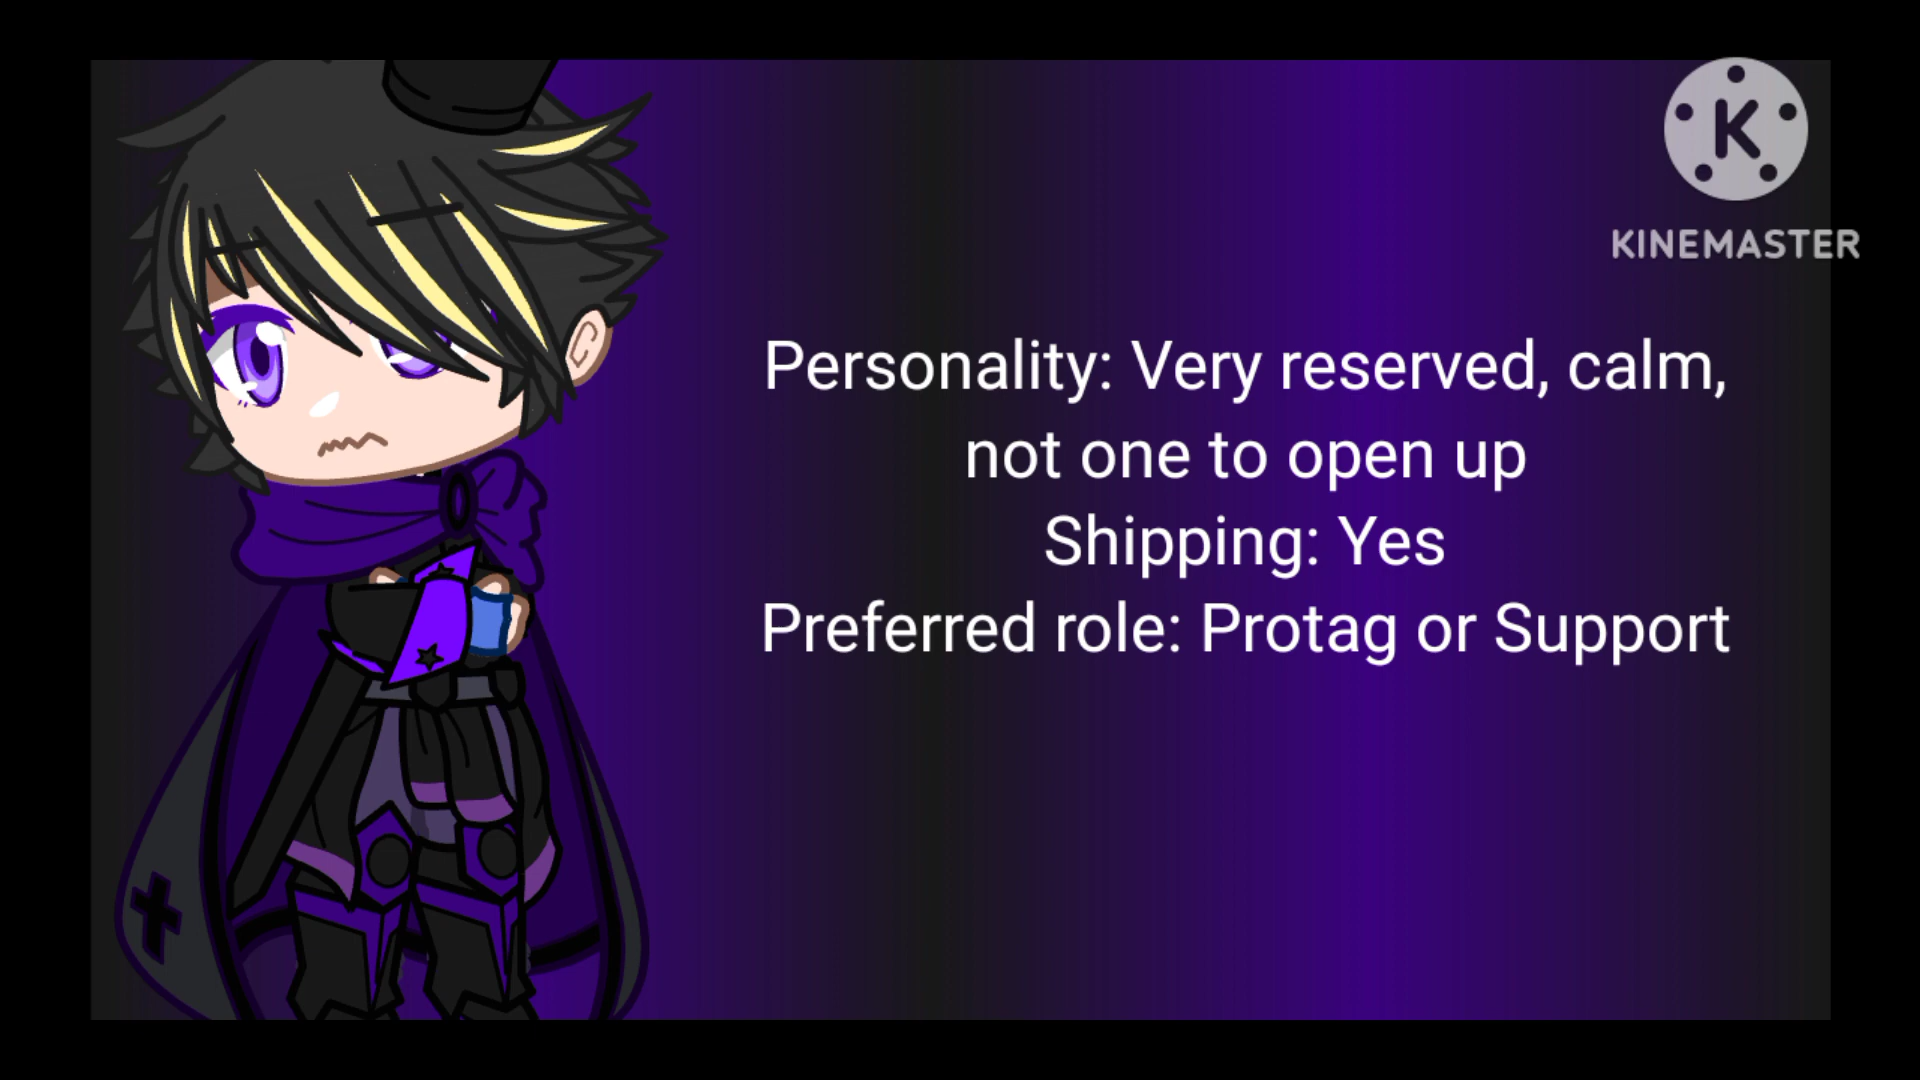 K
KINEMASTER
Personality: Very reserved, calm,
not one to open up
Shipping: Yes
Preferred role: Protag or Support